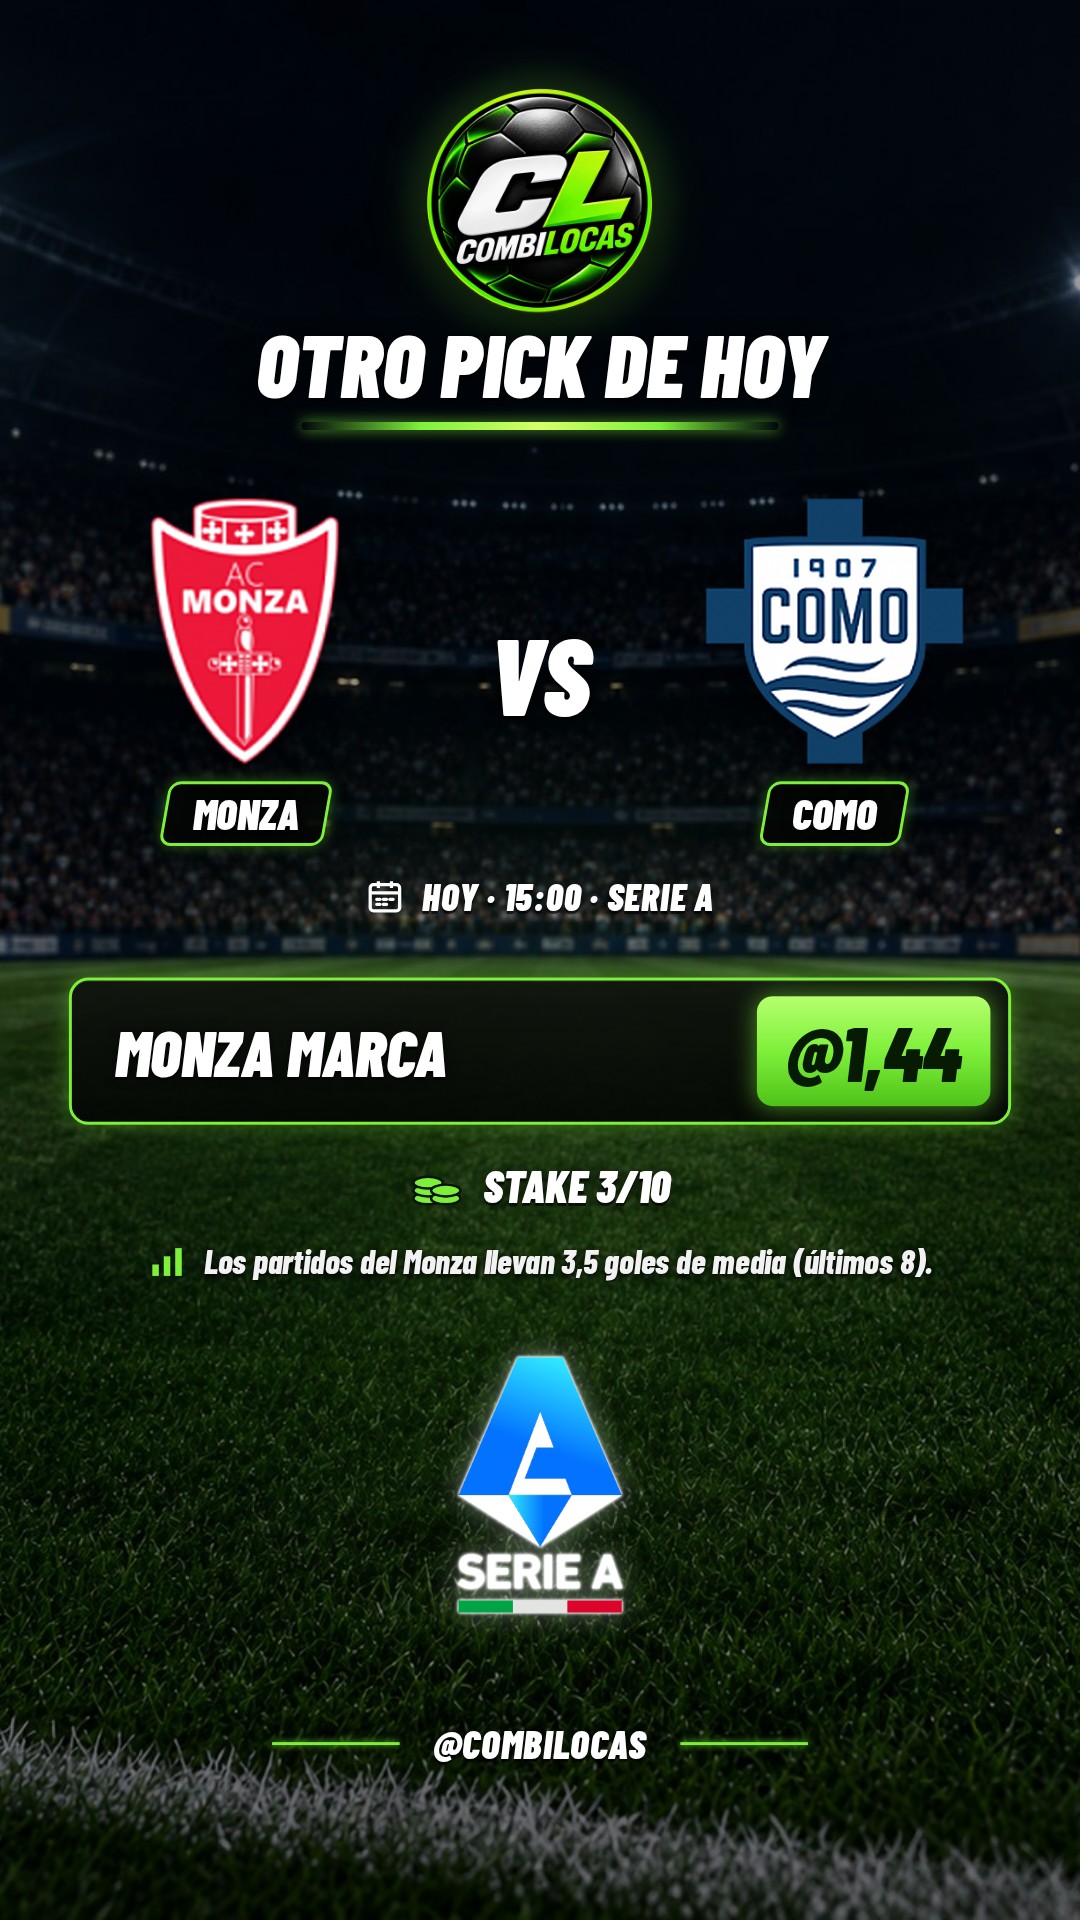 CL
COMBILOCAS
OTRO PICK DE HOY
AC
MONZA
VS
1907
COMO
MONZA
COMO
HOY · 15:00 · SERIE A
MONZA MARCA
@1,44
STAKE 3/10
Los partidos del Monza llevan 3,5 goles de media (últimos 8).
SERIE A
@COMBILOCAS